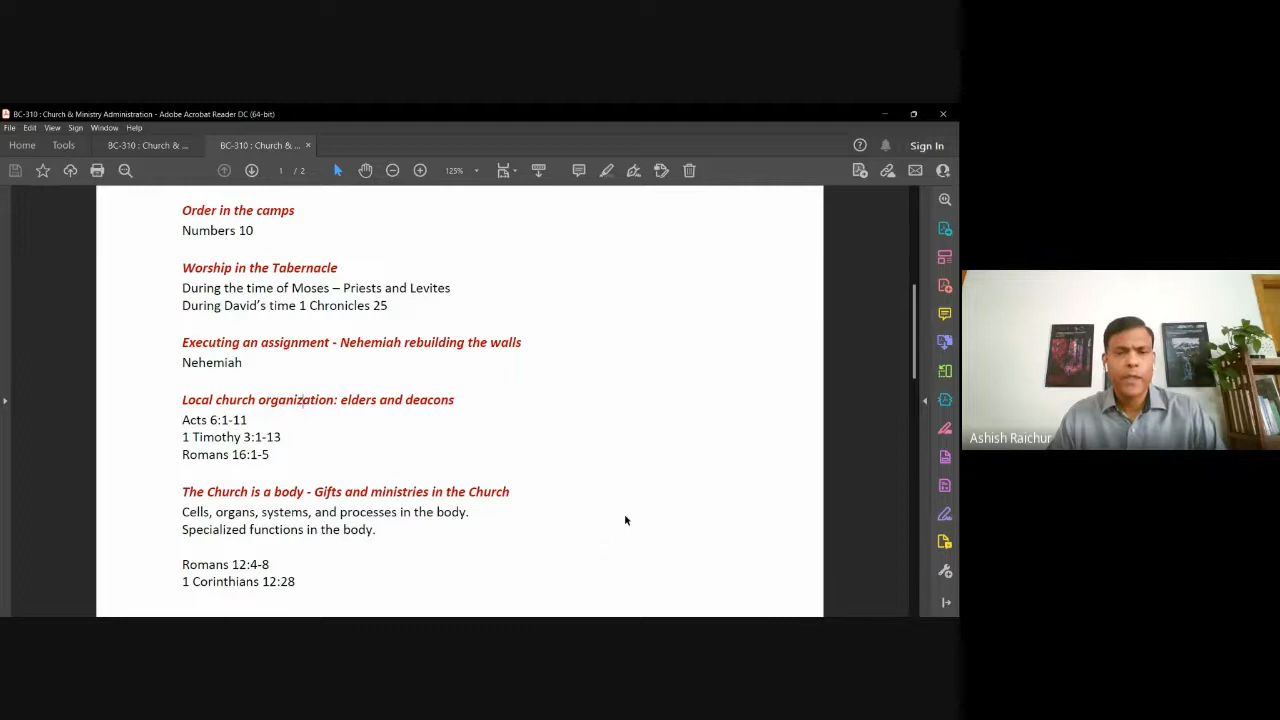 BC-310 : Church & Ministry Administration - Adobe Acrobat Reader DC (64-bit)
File Edit View Sign Window Help
Home Tools BC-310 : Church & ... BC-310 : Church & ... × Sign In
1 / 2 125%
Order in the camps
Numbers 10
Worship in the Tabernacle
During the time of Moses – Priests and Levites
During David's time 1 Chronicles 25
Executing an assignment - Nehemiah rebuilding the walls
Nehemiah
Local church organization: elders and deacons
Acts 6:1-11
1 Timothy 3:1-13
Romans 16:1-5
The Church is a body - Gifts and ministries in the Church
Cells, organs, systems, and processes in the body.
Specialized functions in the body.
Romans 12:4-8
1 Corinthians 12:28
Ashish Raichur